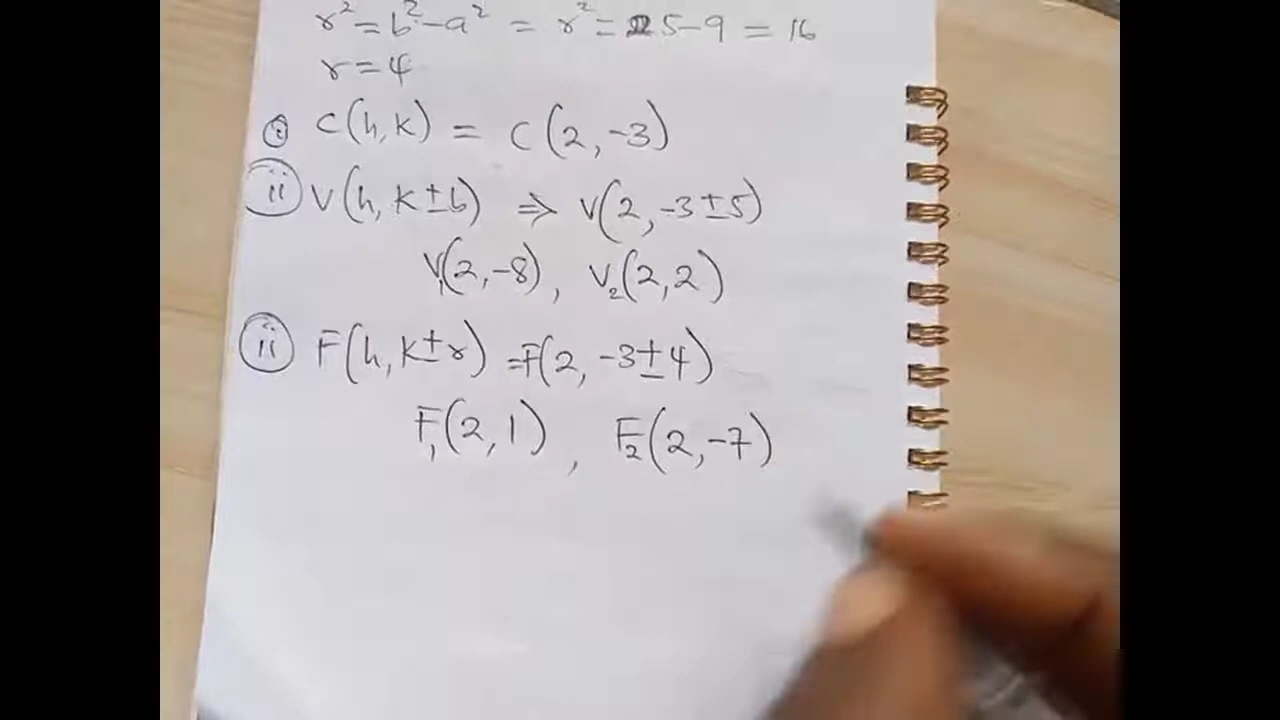 r² = b² - a² = r² = 25 - 9 = 16
r = 4
(i) C(h, k) = C(2, -3)
(ii) V(h, k ± b) ⇒ V(2, -3 ± 5)
V₁(2, -8), V₂(2, 2)
(ii) F(h, k ± r) = F(2, -3 ± 4)
F₁(2, 1), F₂(2, -7)